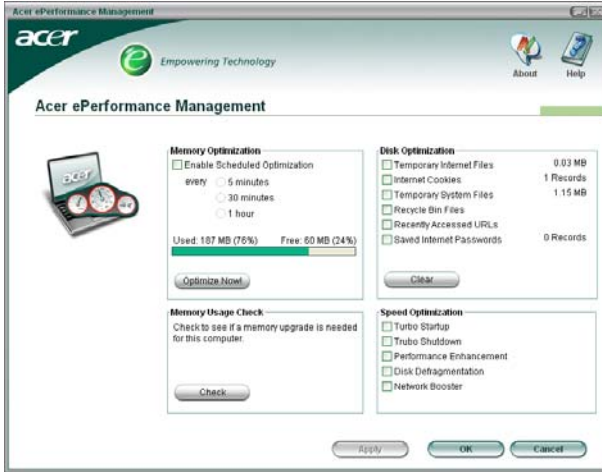 Acer ePerformance Management
acer
Empowering Technology
About
Help
Acer ePerformance Management
Memory Optimization
Enable Scheduled Optimization
every
5 minutes
30 minutes
1 hour
Used: 187 MB (76%) Free: 60 MB (24%)
Optimize Now!
Disk Optimization
Temporary Internet Files 0.03 MB
Internet Cookies 1 Records
Temporary System Files 1.15 MB
Recycle Bin Files
Recently Accessed URLs
Saved Internet Passwords 0 Records
Clear
Memory Usage Check
Check to see if a memory upgrade is needed
for this computer.
Check
Speed Optimization
Turbo Startup
Trubo Shutdown
Performance Enhancement
Disk Defragmentation
Network Booster
Apply
OK
Cancel